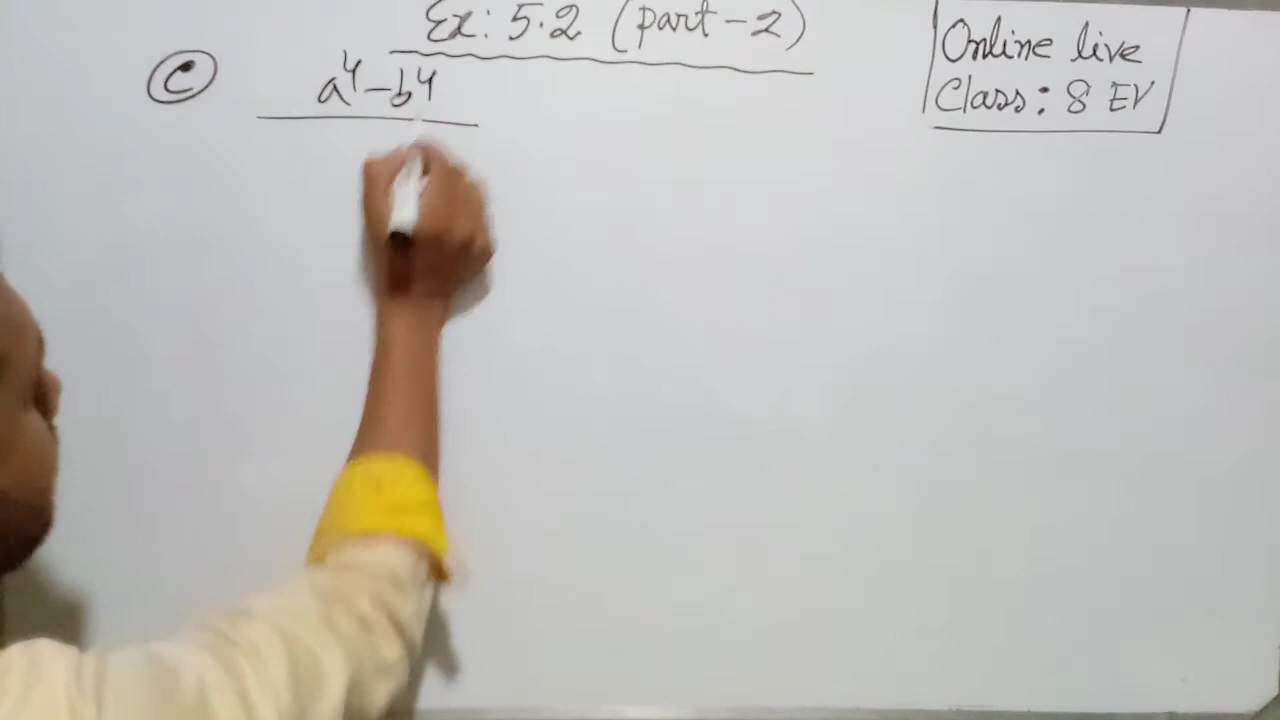 Ex: 5.2 (part-2)
Online live
Class: 8 EV
ⓒ a⁴-b⁴